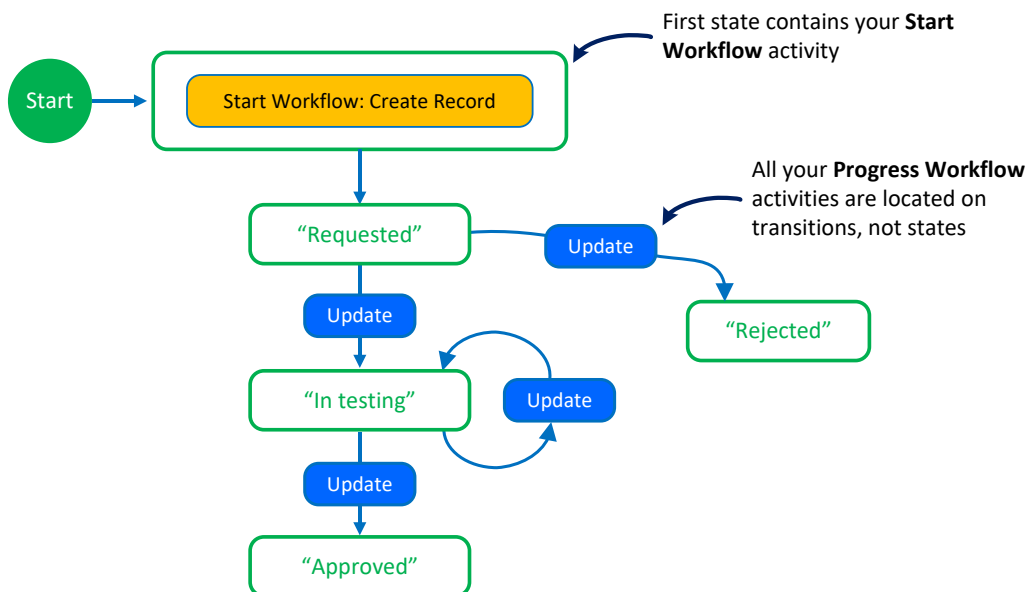 First state contains your Start
Workflow activity
Start
Start Workflow: Create Record
All your Progress Workflow
activities are located on
transitions, not states
“Requested”
Update
Update
“Rejected”
“In testing”
Update
Update
“Approved”